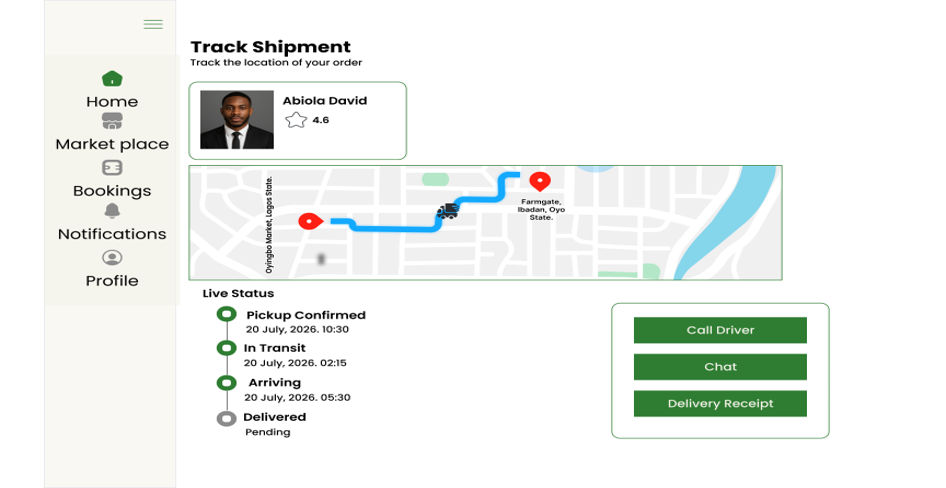 Home
Market place
Bookings
Notifications
Profile
Track Shipment
Track the location of your order
Abiola David
4.6
Oyingbo Market, Lagos State.
Farmgate,
Ibadan, Oyo
State.
Live Status
Pickup Confirmed
20 July, 2026. 10:30
In Transit
20 July, 2026. 02:15
Arriving
20 July, 2026. 05:30
Delivered
Pending
Call Driver
Chat
Delivery Receipt